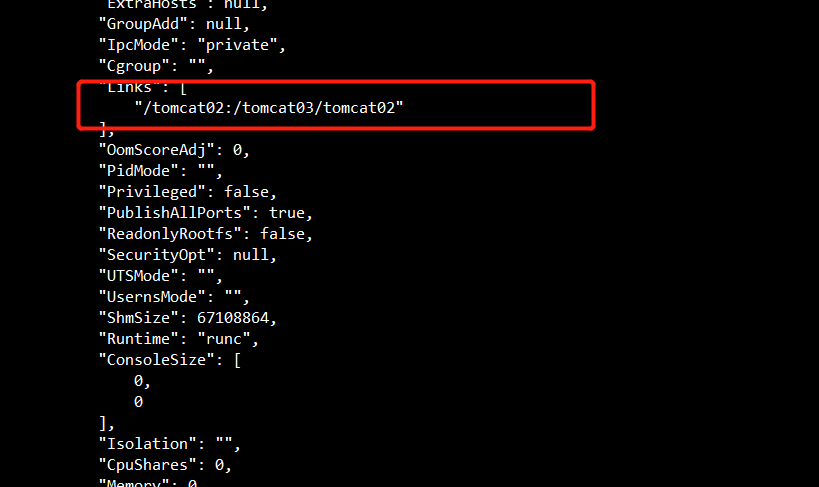 "ExtraHosts": null,
"GroupAdd": null,
"IpcMode": "private",
"Cgroup": "",
"Links": [
"/tomcat02:/tomcat03/tomcat02"
],
"OomScoreAdj": 0,
"PidMode": "",
"Privileged": false,
"PublishAllPorts": true,
"ReadonlyRootfs": false,
"SecurityOpt": null,
"UTSMode": "",
"UsernsMode": "",
"ShmSize": 67108864,
"Runtime": "runc",
"ConsoleSize": [
0,
0
],
"Isolation": "",
"CpuShares": 0,
"Memory": 0,